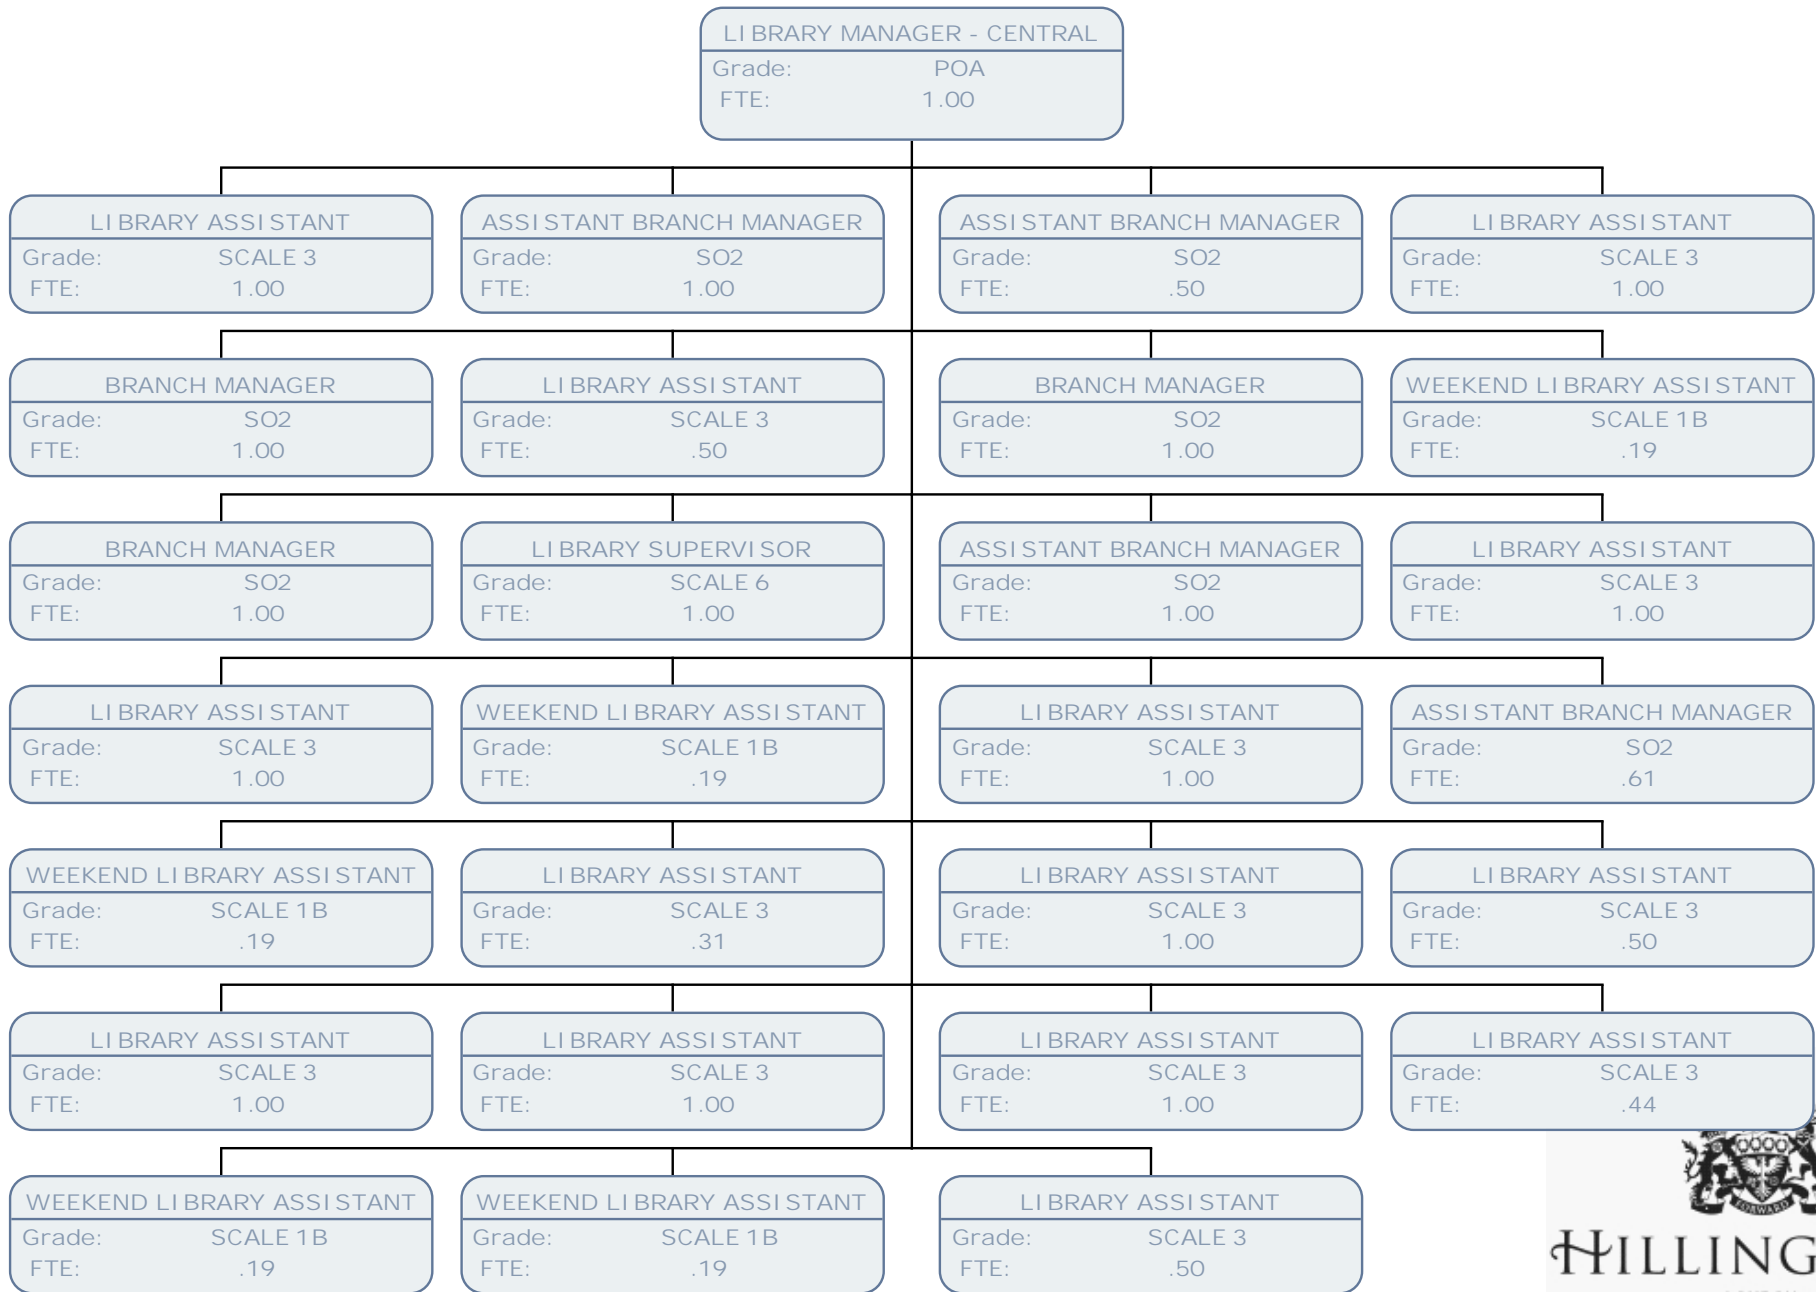 LIBRARY MANAGER - CENTRAL
Grade: POA
FTE: 1.00
LIBRARY ASSISTANT
Grade: SCALE 3
FTE: 1.00
ASSISTANT BRANCH MANAGER
Grade: SO2
FTE: 1.00
ASSISTANT BRANCH MANAGER
Grade: SO2
FTE: .50
LIBRARY ASSISTANT
Grade: SCALE 3
FTE: 1.00
BRANCH MANAGER
Grade: SO2
FTE: 1.00
LIBRARY ASSISTANT
Grade: SCALE 3
FTE: .50
BRANCH MANAGER
Grade: SO2
FTE: 1.00
WEEKEND LIBRARY ASSISTANT
Grade: SCALE 1B
FTE: .19
BRANCH MANAGER
Grade: SO2
FTE: 1.00
LIBRARY SUPERVISOR
Grade: SCALE 6
FTE: 1.00
ASSISTANT BRANCH MANAGER
Grade: SO2
FTE: 1.00
LIBRARY ASSISTANT
Grade: SCALE 3
FTE: 1.00
LIBRARY ASSISTANT
Grade: SCALE 3
FTE: 1.00
WEEKEND LIBRARY ASSISTANT
Grade: SCALE 1B
FTE: .19
LIBRARY ASSISTANT
Grade: SCALE 3
FTE: 1.00
ASSISTANT BRANCH MANAGER
Grade: SO2
FTE: .61
WEEKEND LIBRARY ASSISTANT
Grade: SCALE 1B
FTE: .19
LIBRARY ASSISTANT
Grade: SCALE 3
FTE: .31
LIBRARY ASSISTANT
Grade: SCALE 3
FTE: 1.00
LIBRARY ASSISTANT
Grade: SCALE 3
FTE: .50
LIBRARY ASSISTANT
Grade: SCALE 3
FTE: 1.00
LIBRARY ASSISTANT
Grade: SCALE 3
FTE: 1.00
LIBRARY ASSISTANT
Grade: SCALE 3
FTE: 1.00
LIBRARY ASSISTANT
Grade: SCALE 3
FTE: .44
WEEKEND LIBRARY ASSISTANT
Grade: SCALE 1B
FTE: .19
WEEKEND LIBRARY ASSISTANT
Grade: SCALE 1B
FTE: .19
LIBRARY ASSISTANT
Grade: SCALE 3
FTE: .50
FORWARD
HILLING